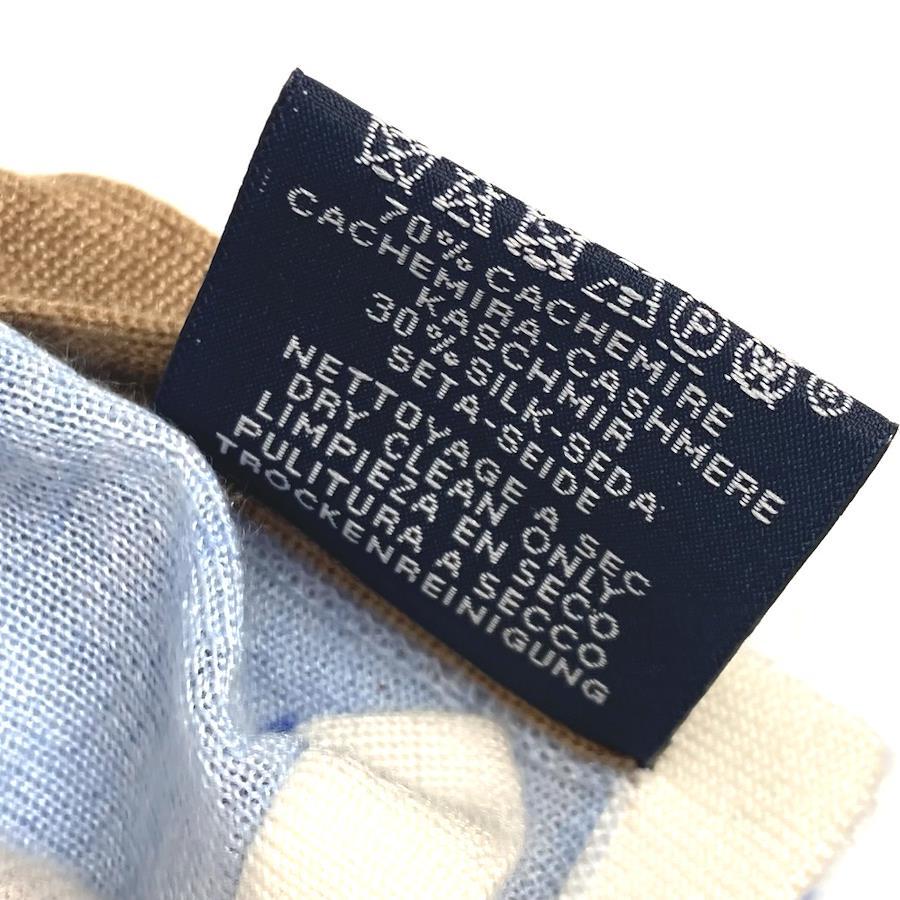 70% CACHEMIRE
CACHEMIRA-CASHMERE
KASCHMIR
30% SILK-SEDA
SETA-SEIDE
NETTOYAGE A SEC
DRY CLEAN ONLY
LIMPIEZA EN SECO
PULITURA A SECCO
TROCKENREINIGUNG